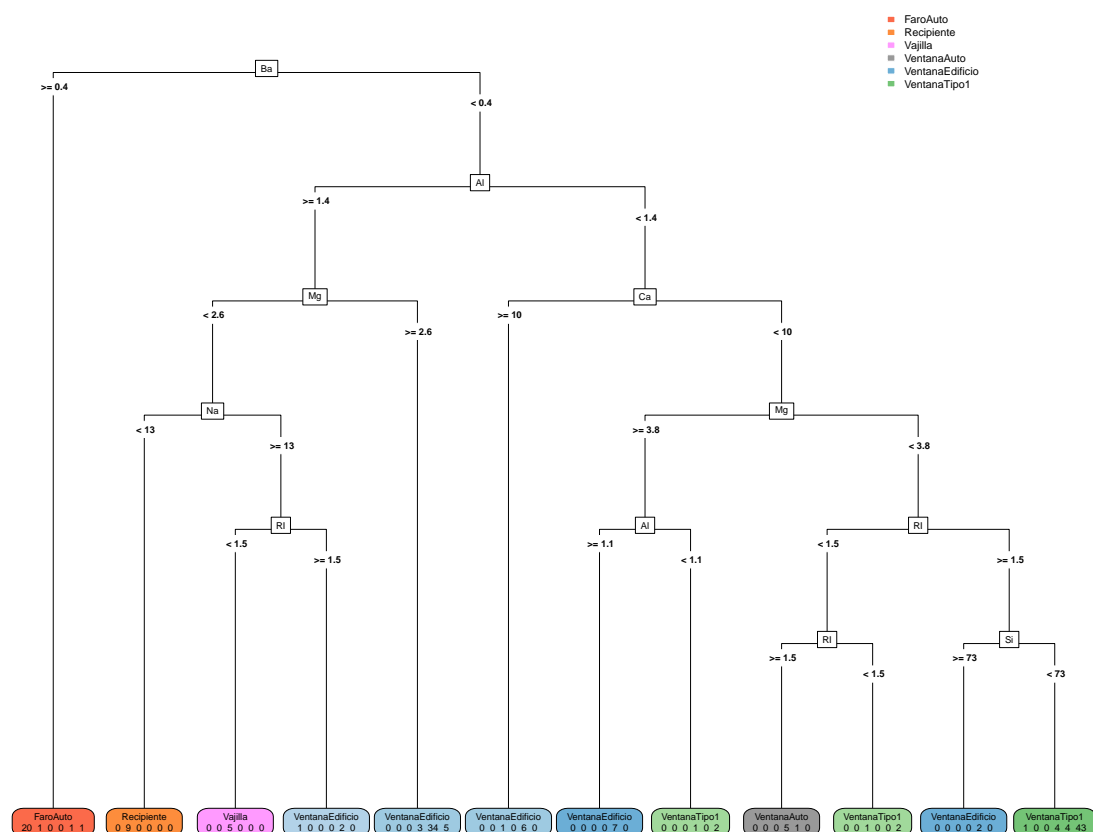 FaroAuto
Recipiente
Vajilla
VentanaAuto
VentanaEdificio
VentanaTipo1
Ba
>= 0.4
< 0.4
Al
>= 1.4
< 1.4
Mg
Ca
< 2.6
>= 2.6
>= 10
< 10
Na
Mg
< 13
>= 13
>= 3.8
< 3.8
RI
Al
RI
< 1.5
>= 1.5
>= 1.1
< 1.1
< 1.5
>= 1.5
RI
Si
>= 1.5
< 1.5
>= 73
< 73
FaroAuto
20 1 0 0 1 1
Recipiente
0 9 0 0 0 0
Vajilla
0 0 5 0 0 0
VentanaEdificio
1 0 0 0 2 0
VentanaEdificio
0 0 0 3 34 5
VentanaEdificio
0 0 1 0 6 0
VentanaEdificio
0 0 0 0 7 0
VentanaTipo1
0 0 0 1 0 2
VentanaAuto
0 0 0 5 1 0
VentanaTipo1
0 0 1 0 0 2
VentanaEdificio
0 0 0 0 2 0
VentanaTipo1
1 0 0 4 4 43